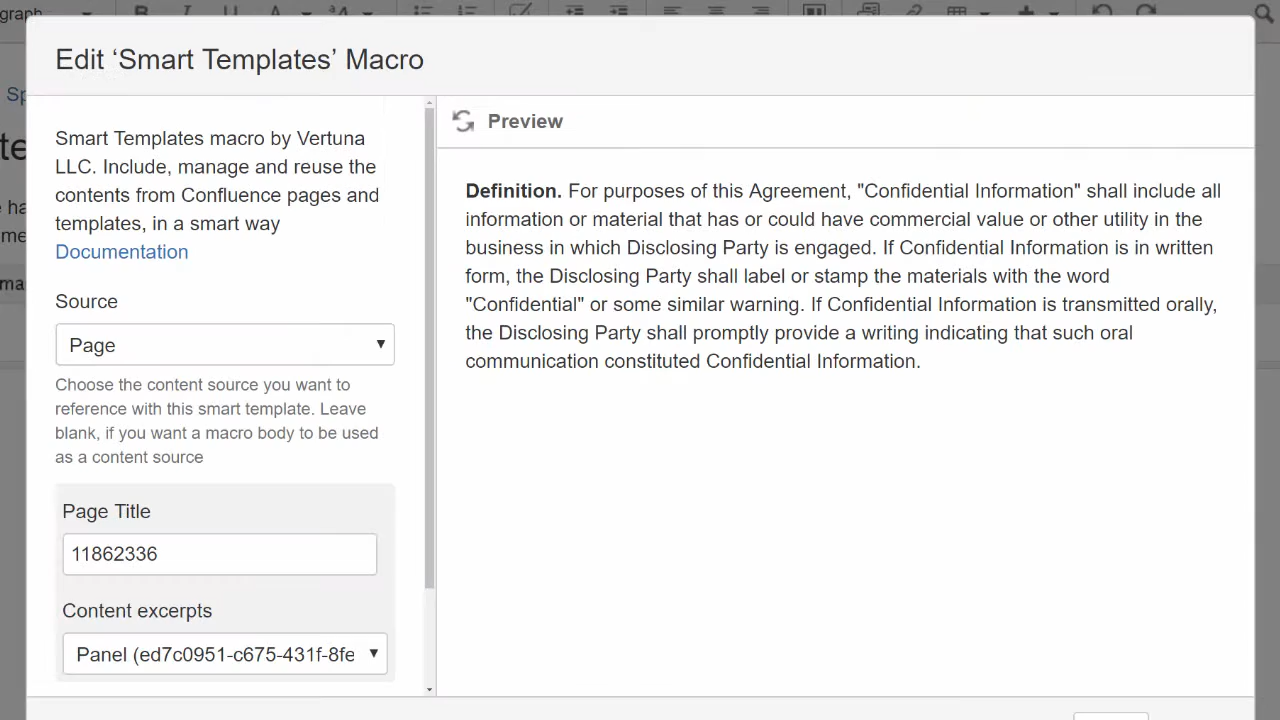 graph
B I U A A
Edit ‘Smart Templates’ Macro
Sp
te
Smart Templates macro by Vertuna
LLC. Include, manage and reuse the
contents from Confluence pages and
templates, in a smart way
Documentation
Source
Page
Choose the content source you want to
reference with this smart template. Leave
blank, if you want a macro body to be used
as a content source
Page Title
11862336
Content excerpts
Panel (ed7c0951-c675-431f-8fe
Preview
Definition. For purposes of this Agreement, "Confidential Information" shall include all
information or material that has or could have commercial value or other utility in the
business in which Disclosing Party is engaged. If Confidential Information is in written
form, the Disclosing Party shall label or stamp the materials with the word
"Confidential" or some similar warning. If Confidential Information is transmitted orally,
the Disclosing Party shall promptly provide a writing indicating that such oral
communication constituted Confidential Information.